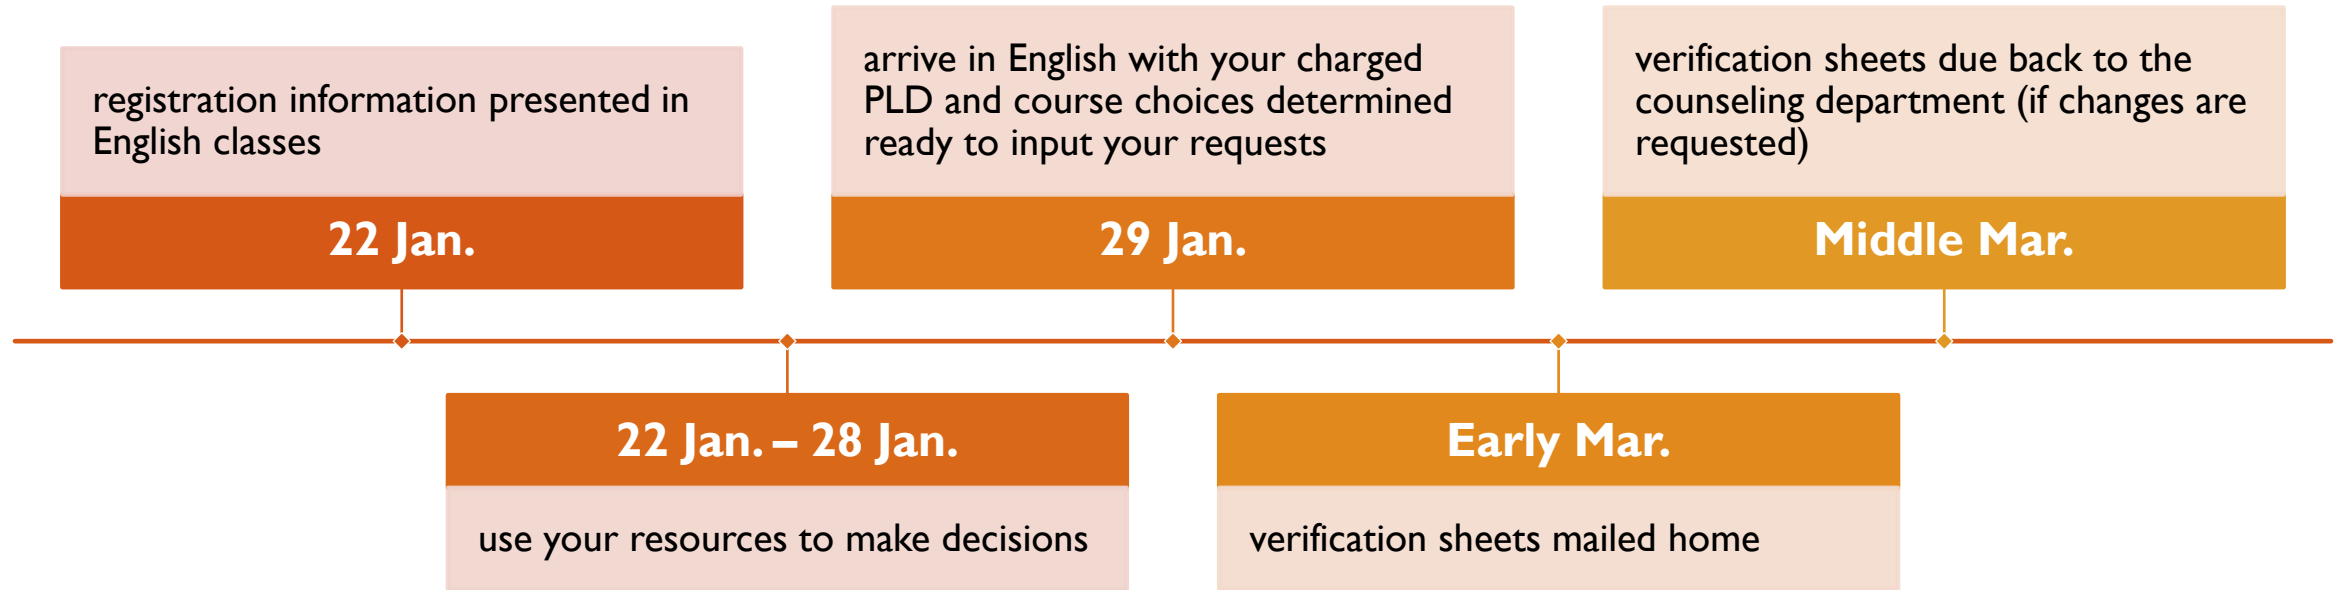 registration information presented in
English classes
22 Jan.
22 Jan. – 28 Jan.
use your resources to make decisions
arrive in English with your charged
PLD and course choices determined
ready to input your requests
29 Jan.
Early Mar.
verification sheets mailed home
verification sheets due back to the
counseling department (if changes are
requested)
Middle Mar.